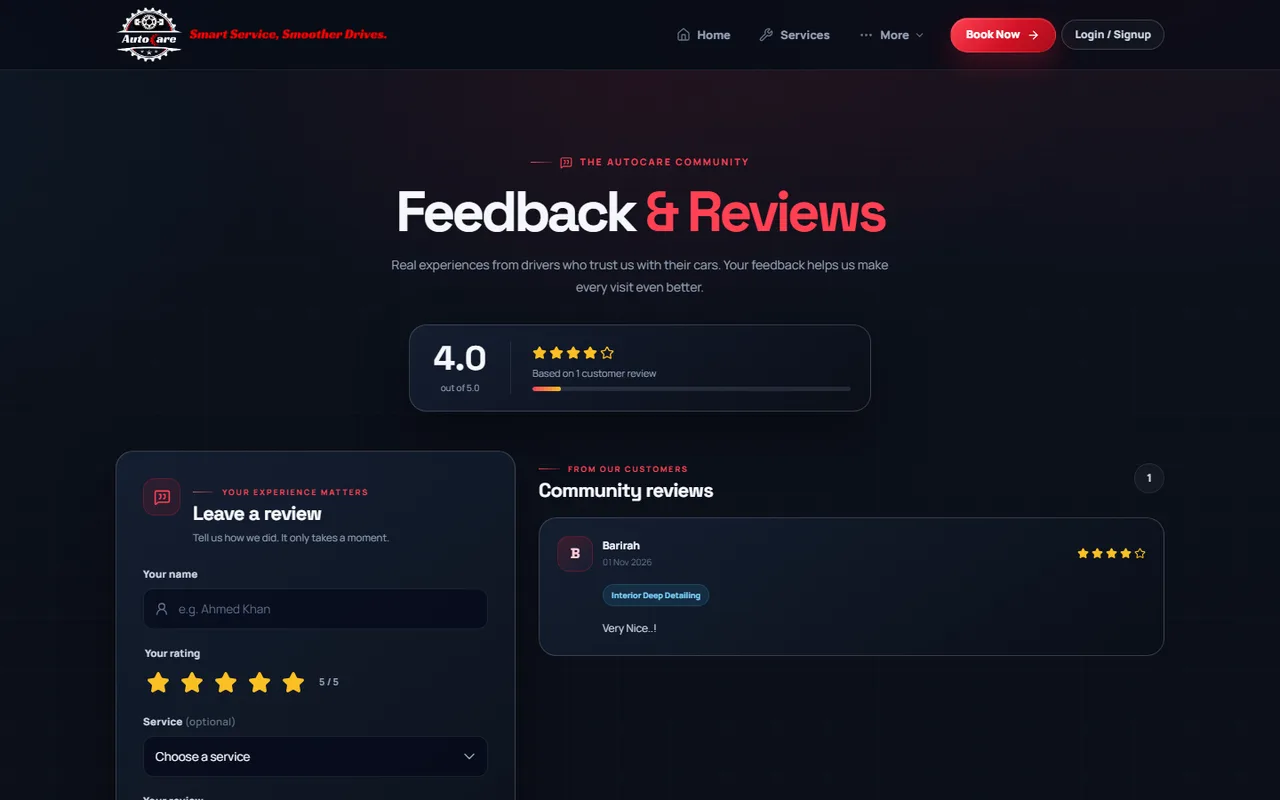 Auto Care
Smart Service, Smoother Drives.
Home
Services
More
Book Now
Login / Signup
THE AUTOCARE COMMUNITY
Feedback & Reviews
Real experiences from drivers who trust us with their cars. Your feedback helps us make
every visit even better.
4.0
out of 5.0
Based on 1 customer review
YOUR EXPERIENCE MATTERS
Leave a review
Tell us how we did. It only takes a moment.
Your name
e.g. Ahmed Khan
Your rating
5 / 5
Service (optional)
Choose a service
Your review
FROM OUR CUSTOMERS
Community reviews
1
B
Barirah
01 Nov 2026
Interior Deep Detailing
Very Nice..!